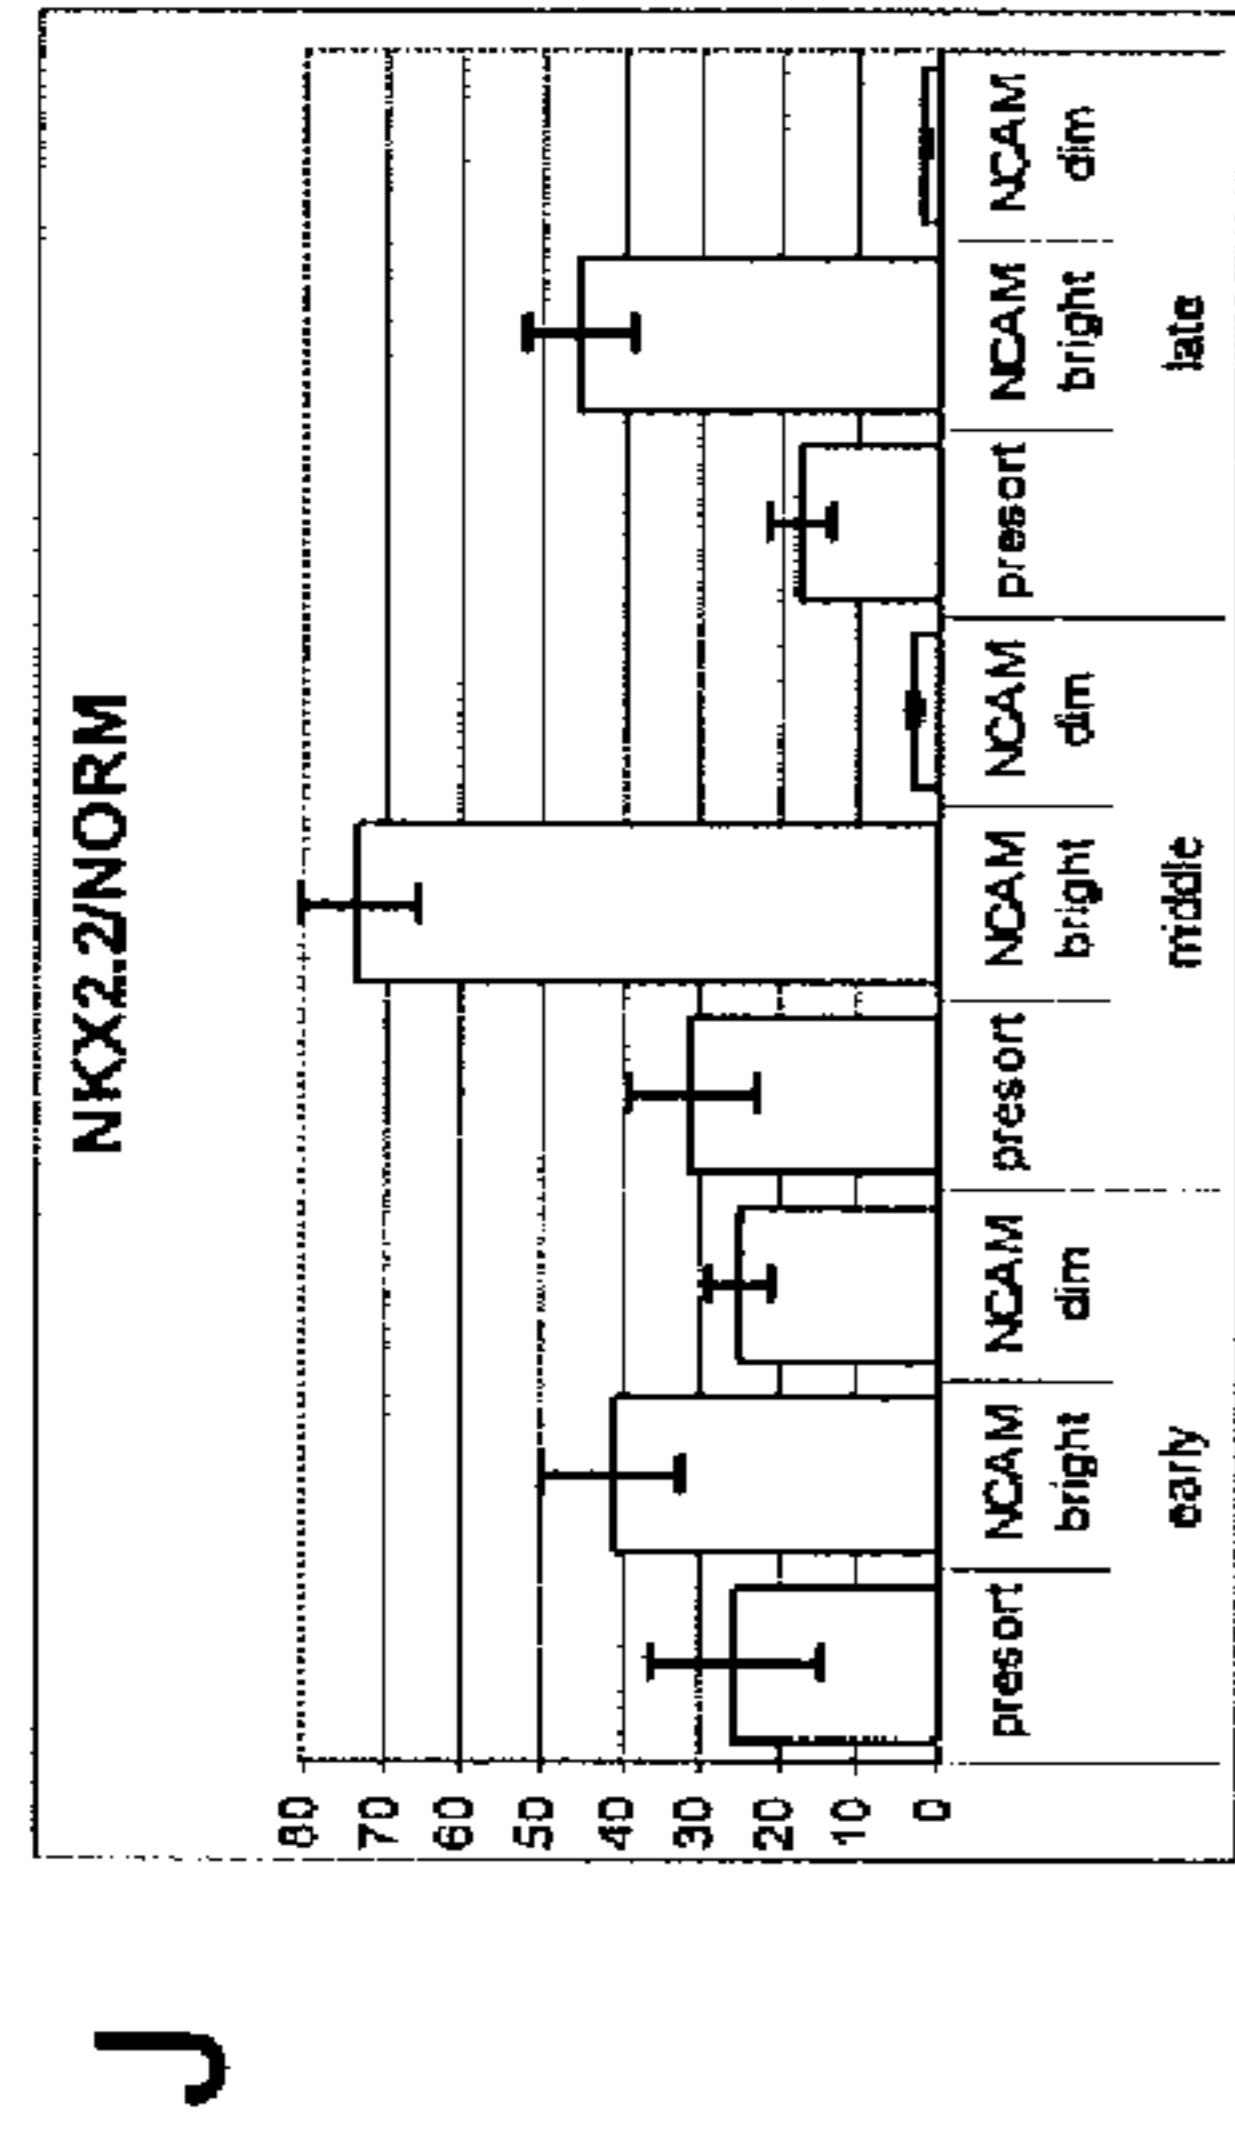 J
NKX2.2/NORM
80
70
60
50
40
30
20
10
0
presort
NCAM bright
NCAM dim
presort
NCAM bright
NCAM dim
presort
NCAM bright
NCAM dim
early
middle
late